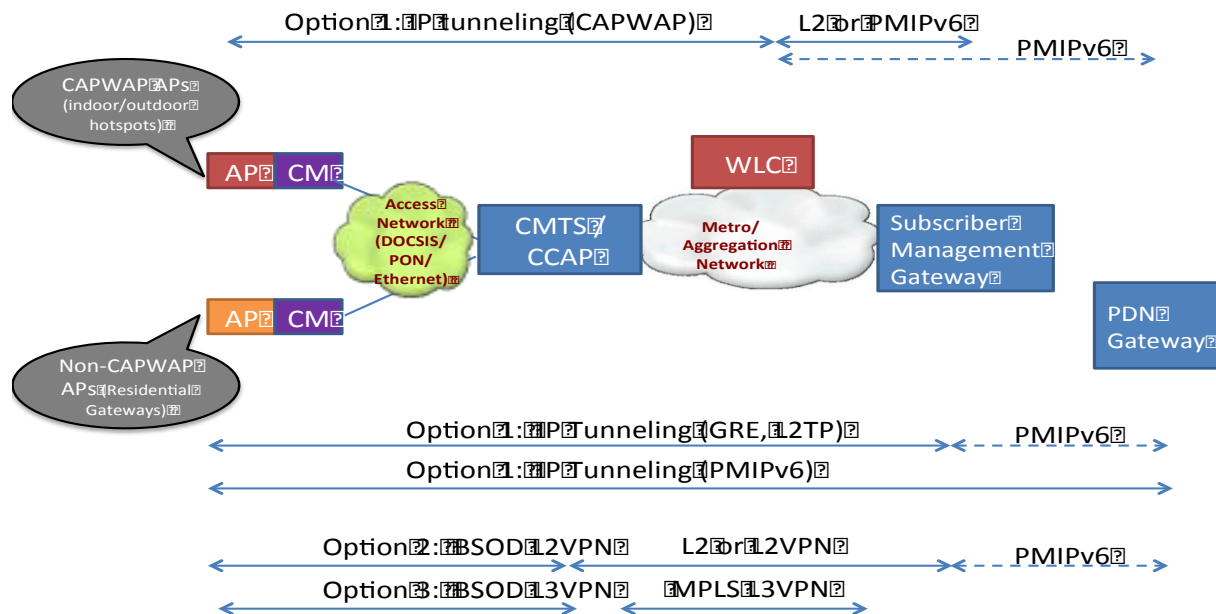 Option 1: IP tunneling (CAPWAP)
L2 or PMIPv6
PMIPv6
CAPWAP APs
(indoor/outdoor
hotspots)
WLC
AP
CM
Access
Network
(DOCSIS/
PON/
Ethernet)
CMTS /
CCAP
Metro/
Aggregation
Network
Subscriber
Management
Gateway
AP
CM
PDN
Gateway
Non-CAPWAP
APs (Residential
Gateways)
Option 1: IP Tunneling (GRE, L2TP)
PMIPv6
Option 1: IP Tunneling (PMIPv6)
Option 2: BSOD L2VPN
L2 or L2VPN
PMIPv6
Option 3: BSOD L3VPN
MPLS L3VPN